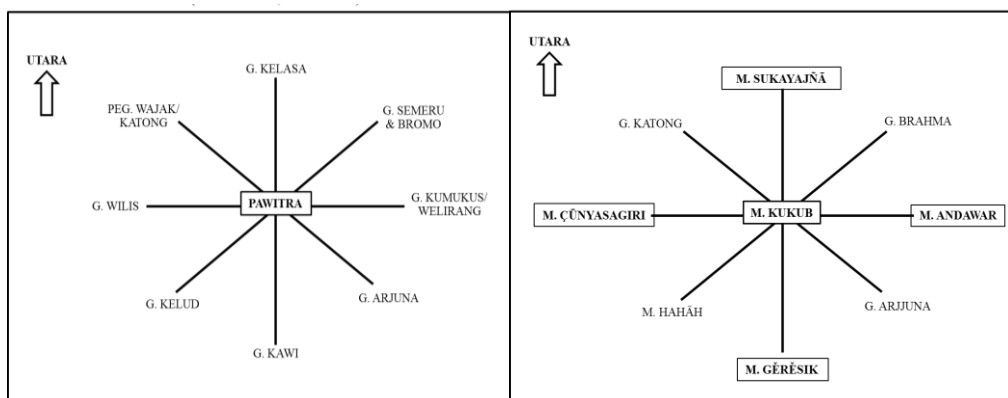 UTARA
G. KELASA
PEG. WAJAK/
KATONG
G. SEMERU
& BROMO
G. WILIS
PAWITRA
G. KUMUKUS/
WELIRANG
G. KELUD
G. ARJUNA
G. KAWI
UTARA
M. SUKAYAJÑĀ
G. KATONG
G. BRAHMA
M. ÇŪNYASAGIRI
M. KUKUB
M. ANDAWAR
M. HAHĀH
G. ARJJUNA
M. GĚRĚSIK